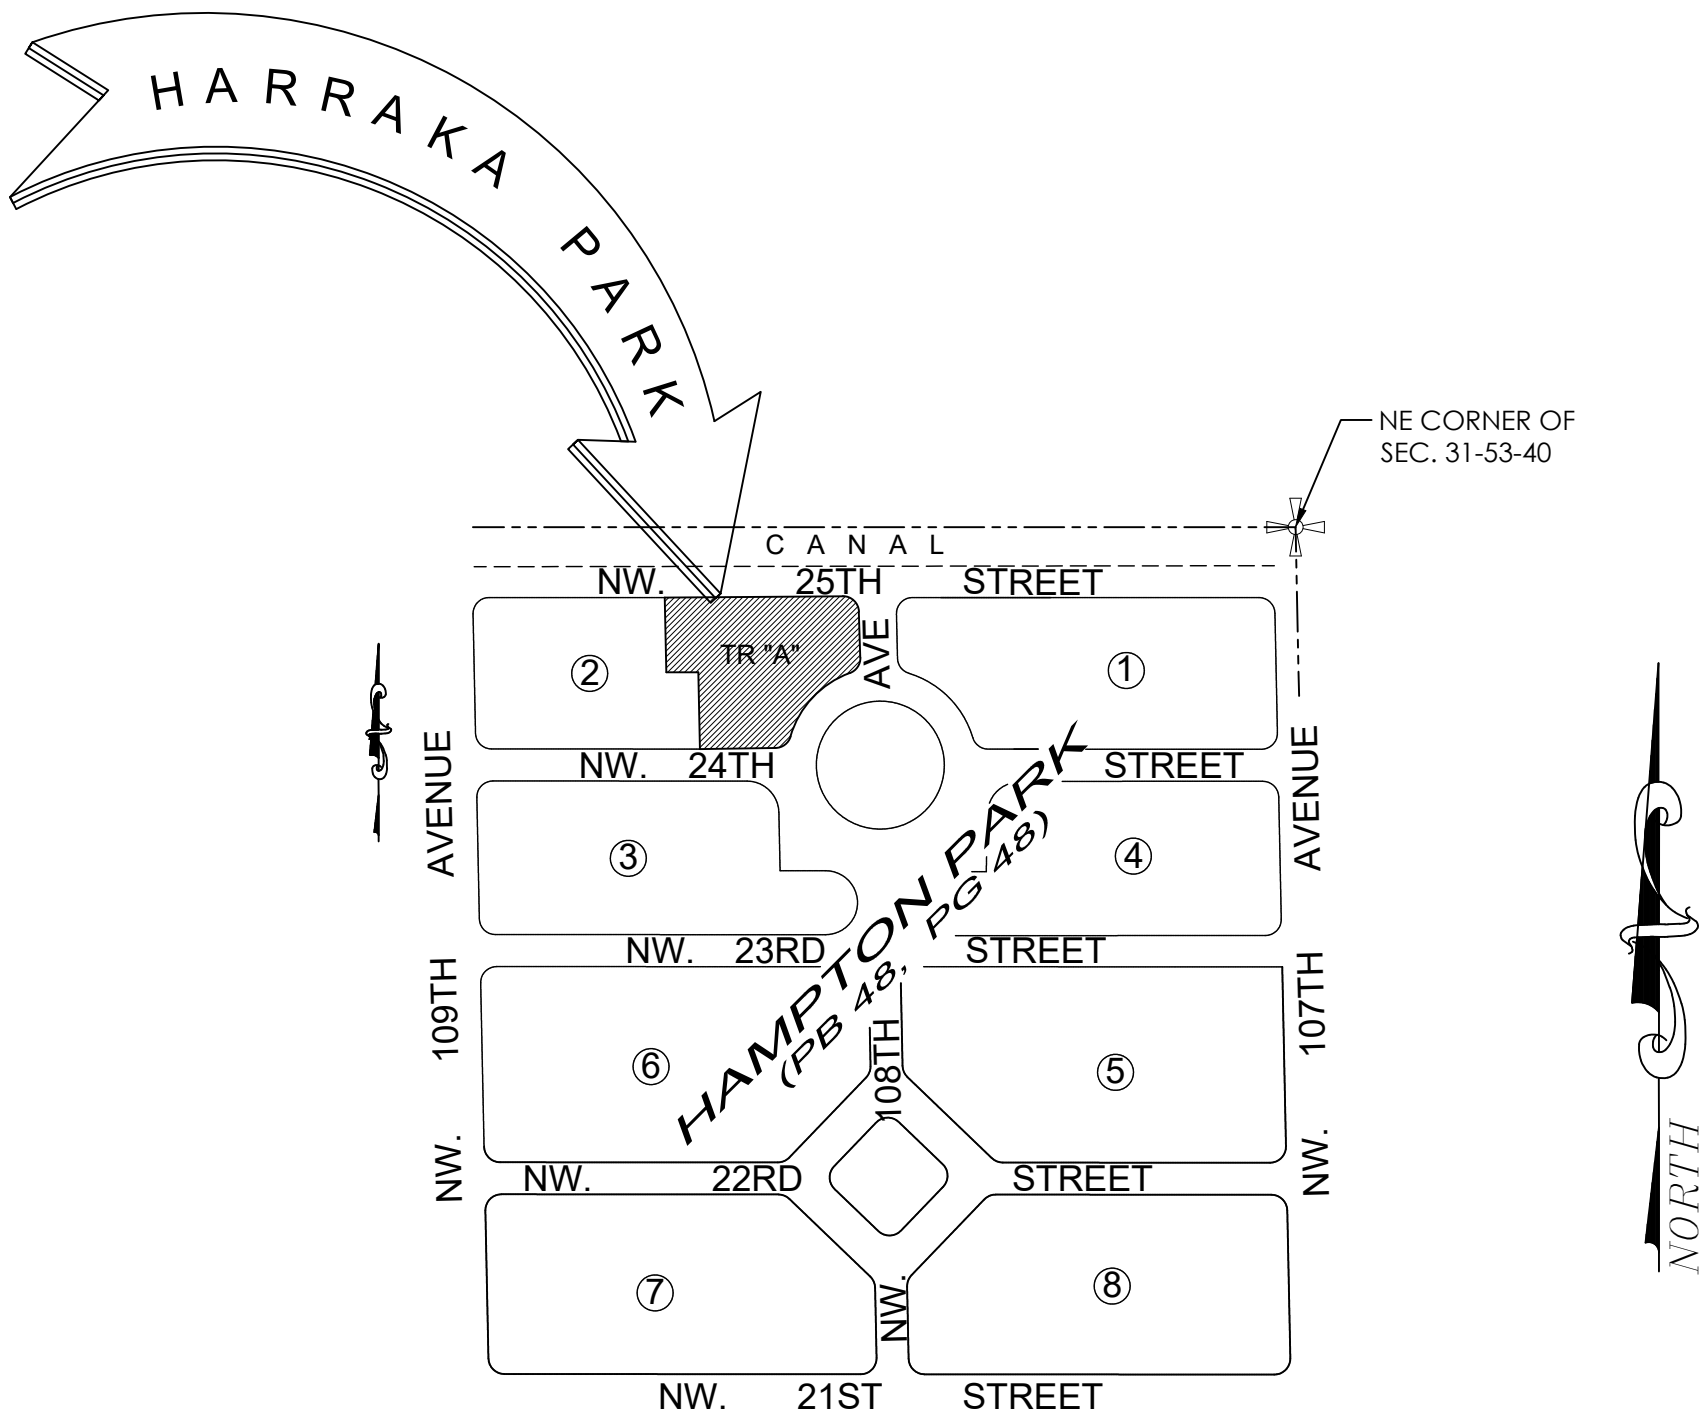 HARRAKA PARK
NE CORNER OF
SEC. 31-53-40
CANAL
NW. 25TH STREET
TR "A"
AVE
2
1
NW. 24TH STREET
AVENUE
AVENUE
3
4
HAMPTON PARK
(PB 48, PG 48)
NW. 23RD STREET
109TH
107TH
108TH
6
5
NW.
NW.
NW. 22RD STREET
NORTH
7
8
NW.
NW. 21ST STREET